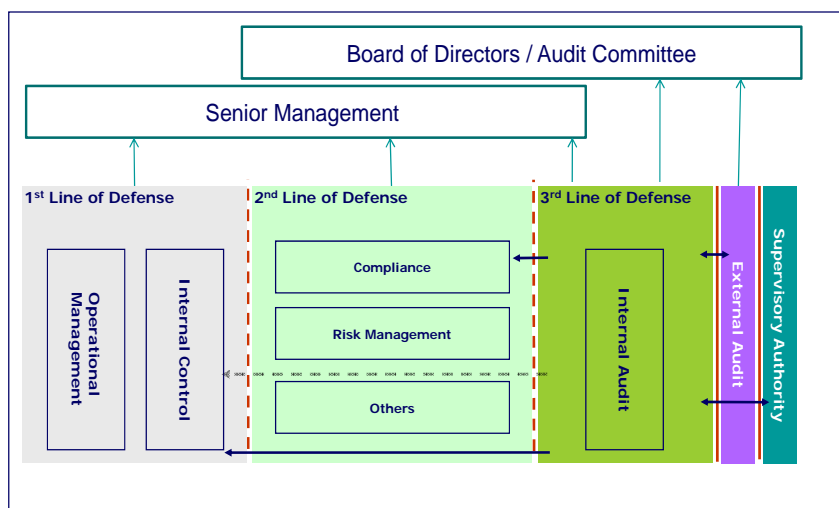 Board of Directors / Audit Committee
Senior Management
1st Line of Defense
2nd Line of Defense
3rd Line of Defense
Operational
Management
Internal Control
Compliance
Risk Management
Others
Internal Audit
External Audit
Supervisory Authority